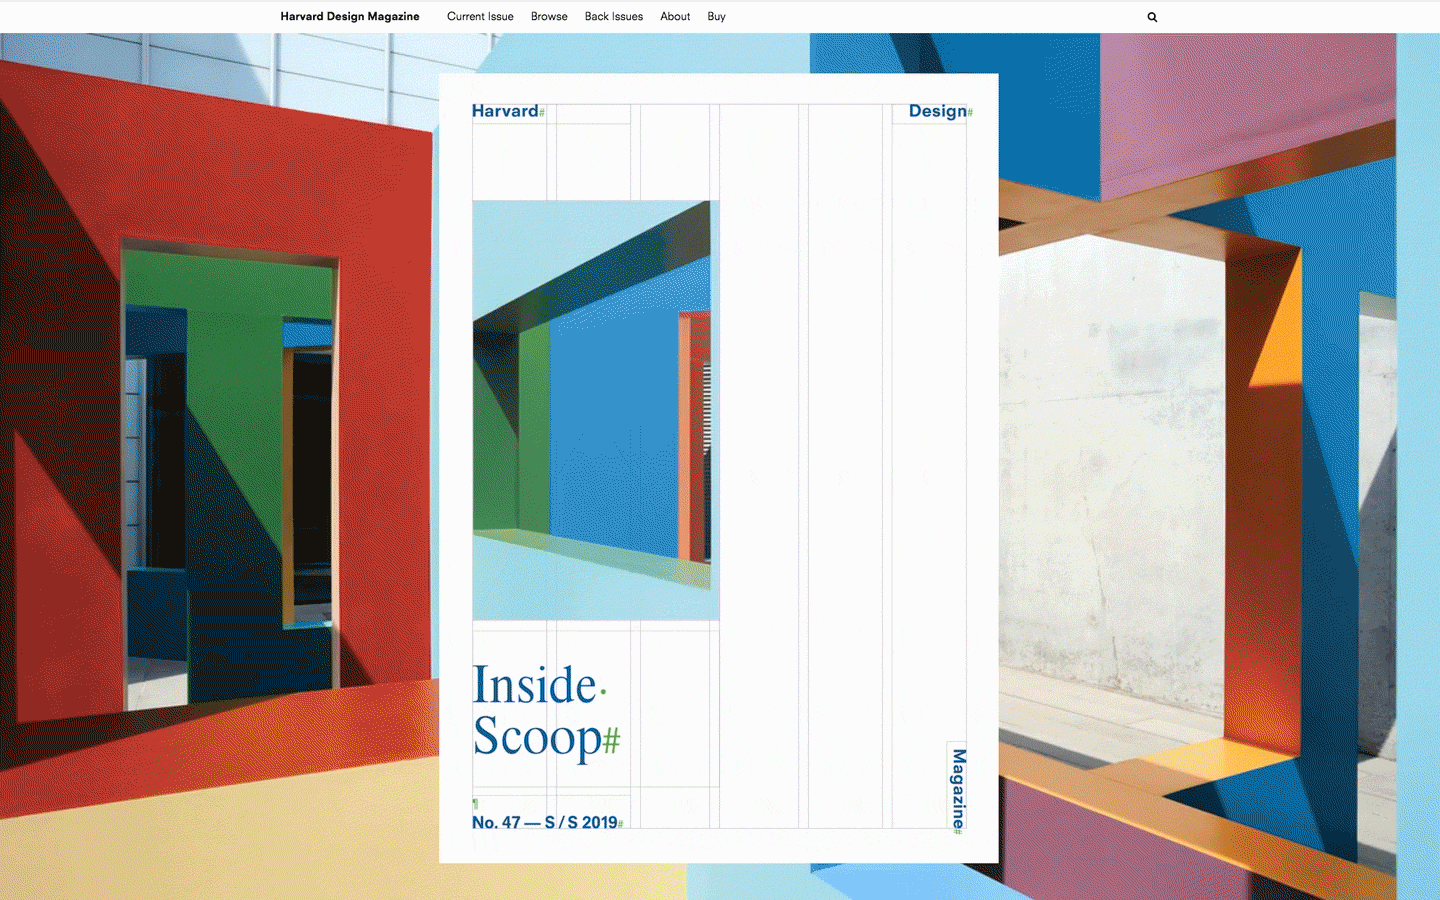 Harvard Design Magazine Current Issue Browse Back Issues About Buy
Harvard# Design#
Inside·
Scoop#
¶
No. 47 — S / S 2019#
Magazine#